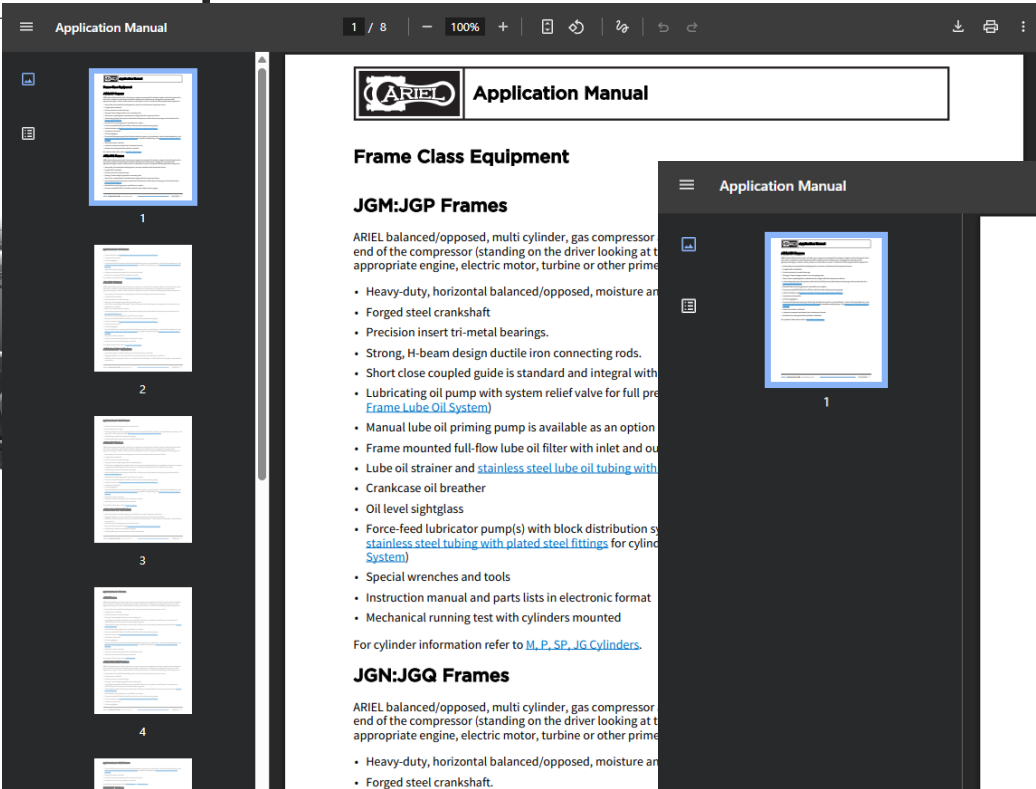 Application Manual
1 / 8
100%
ARIEL
Application Manual
Frame Class Equipment
JGM:JGP Frames
ARIEL balanced/opposed, multi cylinder, gas compressor
end of the compressor (standing on the driver looking at t
appropriate engine, electric motor, turbine or other prime
• Heavy-duty, horizontal balanced/opposed, moisture an
• Forged steel crankshaft
• Precision insert tri-metal bearings.
• Strong, H-beam design ductile iron connecting rods.
• Short close coupled guide is standard and integral with
• Lubricating oil pump with system relief valve for full pre
Frame Lube Oil System)
• Manual lube oil priming pump is available as an option
• Frame mounted full-flow lube oil filter with inlet and ou
• Lube oil strainer and stainless steel lube oil tubing with
• Crankcase oil breather
• Oil level sightglass
• Force-feed lubricator pump(s) with block distribution sy
stainless steel tubing with plated steel fittings for cylind
System)
• Special wrenches and tools
• Instruction manual and parts lists in electronic format
• Mechanical running test with cylinders mounted
For cylinder information refer to M, P, SP, JG Cylinders.
JGN:JGQ Frames
ARIEL balanced/opposed, multi cylinder, gas compressor
end of the compressor (standing on the driver looking at t
appropriate engine, electric motor, turbine or other prime
• Heavy-duty, horizontal balanced/opposed, moisture an
• Forged steel crankshaft.
1
2
3
4
Application Manual
1